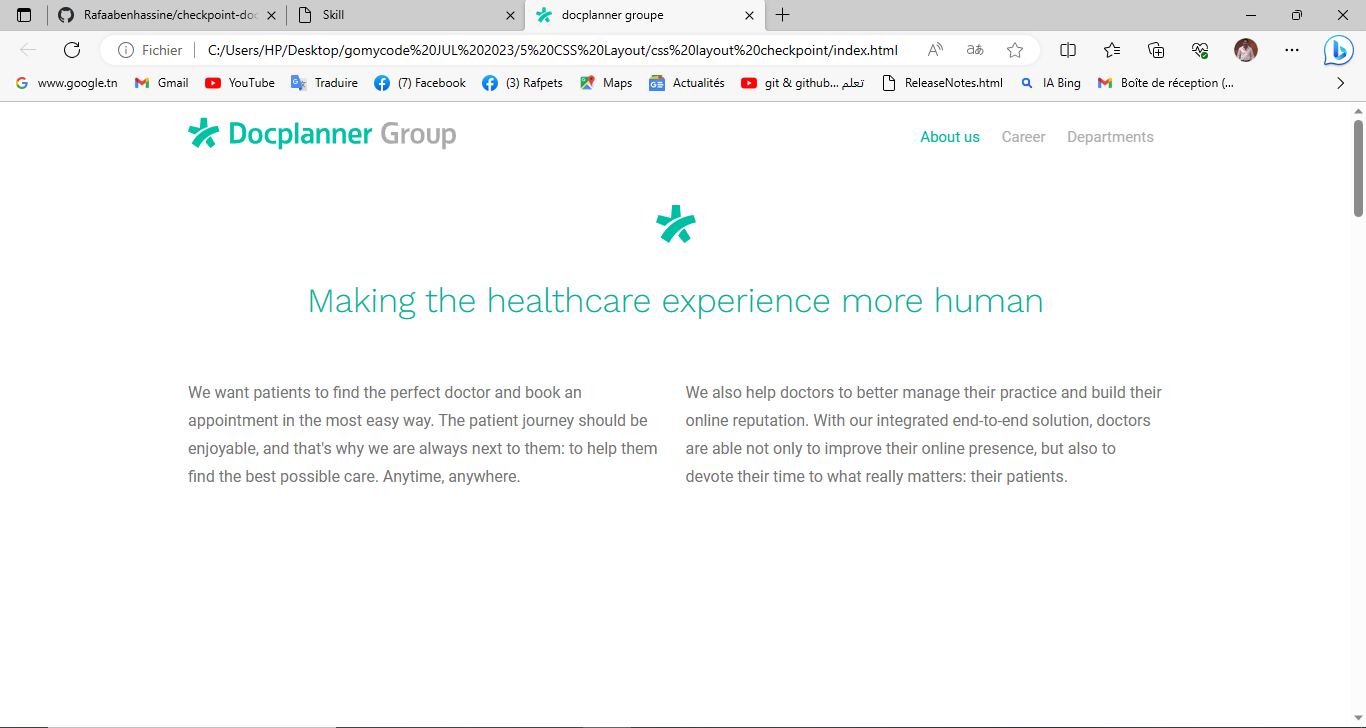 Rafaabenhassine/checkpoint-doc
Skill
docplanner groupe
Fichier
C:/Users/HP/Desktop/gomycode%20JUL%202023/5%20CSS%20Layout/css%20layout%20checkpoint/index.html
www.google.tn
Gmail
YouTube
Traduire
(7) Facebook
(3) Rafpets
Maps
Actualités
git & github... تعلم
ReleaseNotes.html
IA Bing
Boîte de réception (...
Docplanner Group
About us
Career
Departments
Making the healthcare experience more human
We want patients to find the perfect doctor and book an
appointment in the most easy way. The patient journey should be
enjoyable, and that's why we are always next to them: to help them
find the best possible care. Anytime, anywhere.
We also help doctors to better manage their practice and build their
online reputation. With our integrated end-to-end solution, doctors
are able not only to improve their online presence, but also to
devote their time to what really matters: their patients.